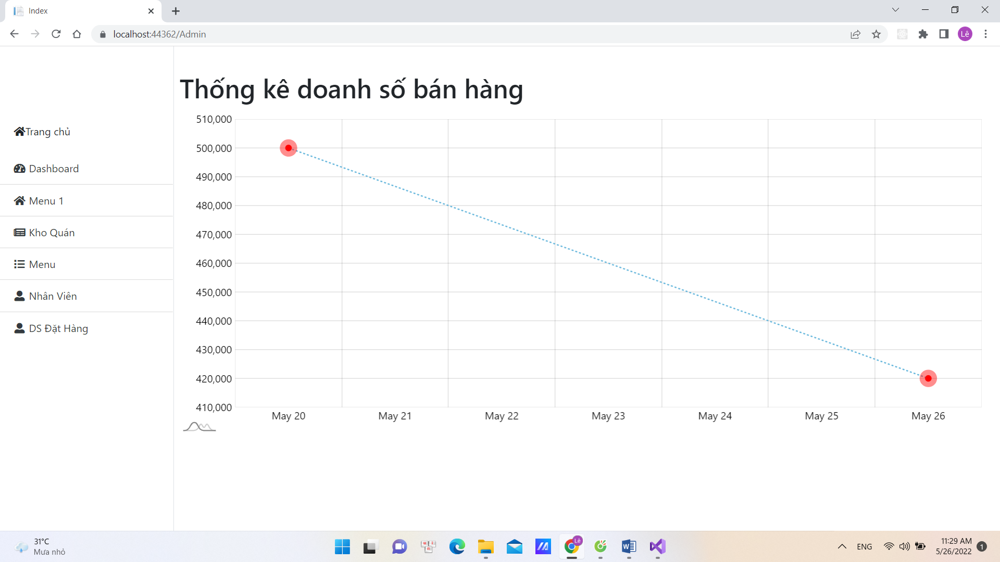 Index
localhost:44362/Admin
Lê
Trang chủ
Dashboard
Menu 1
Kho Quán
Menu
Nhân Viên
DS Đặt Hàng
Thống kê doanh số bán hàng
510,000
500,000
490,000
480,000
470,000
460,000
450,000
440,000
430,000
420,000
410,000
May 20 May 21 May 22 May 23 May 24 May 25 May 26
31°C
Mưa nhỏ
Lê
ENG
11:29 AM
5/26/2022
1